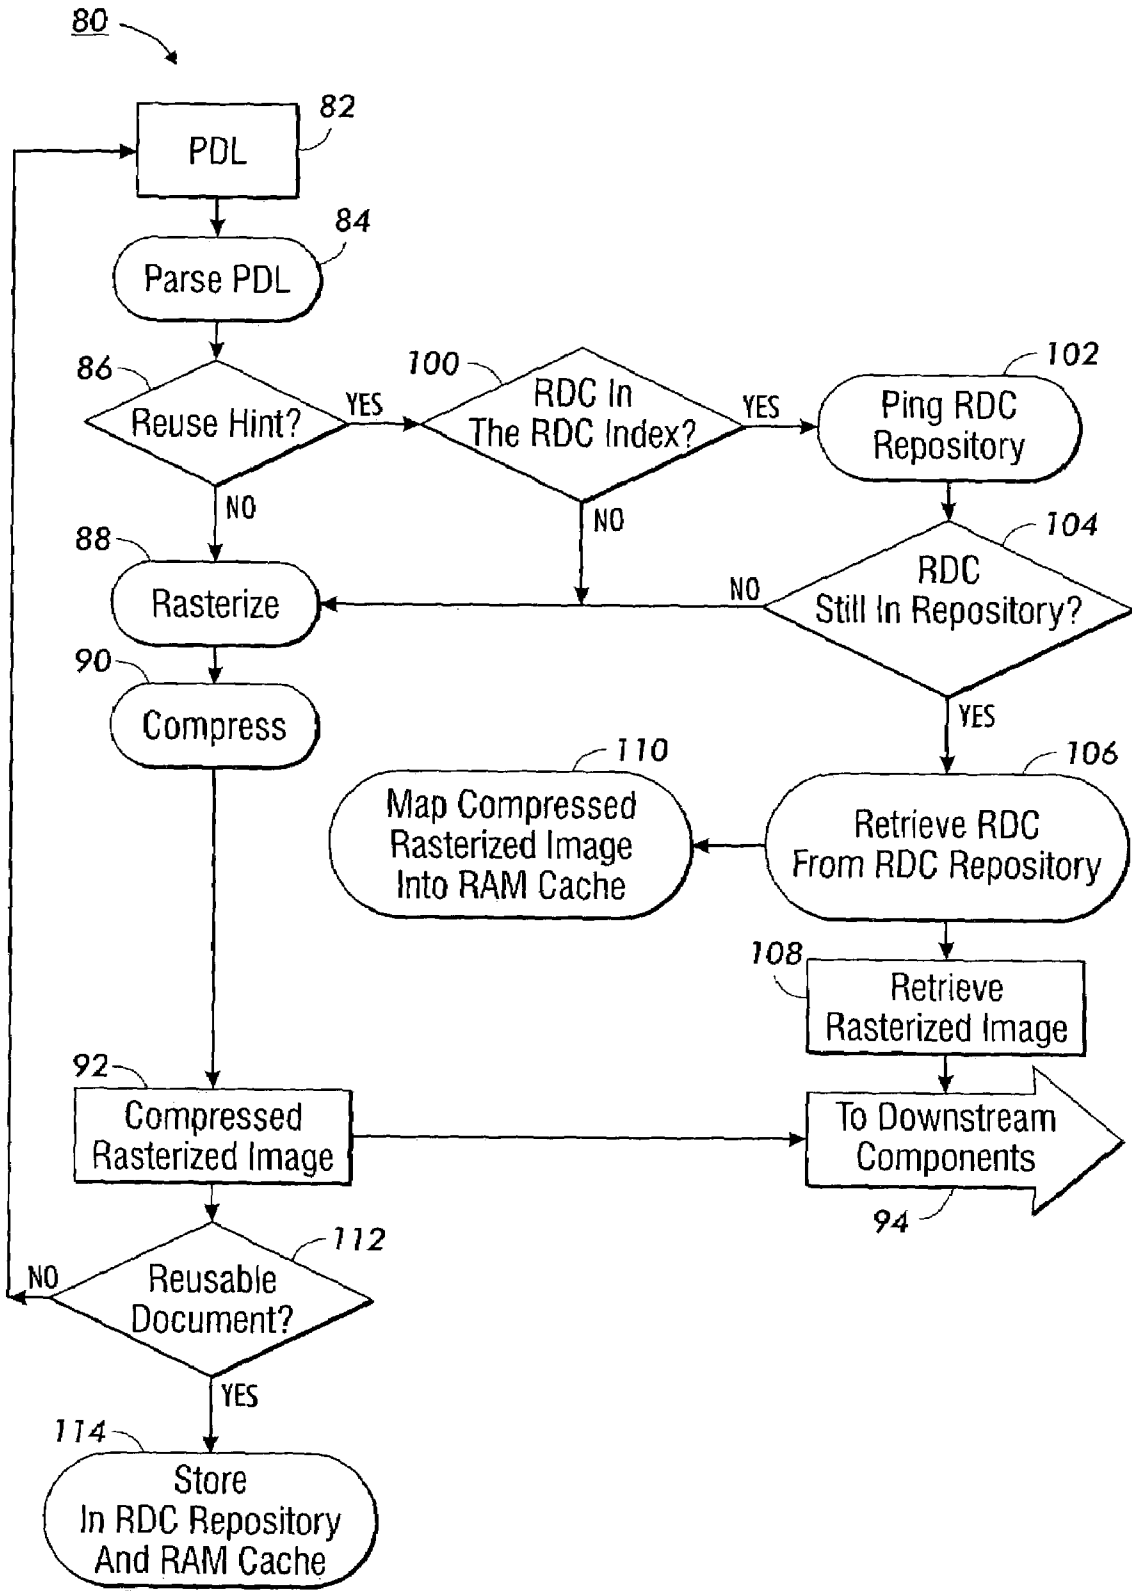 80
PDL
82
Parse PDL
84
86
Reuse Hint?
YES
NO
100
RDC In
The RDC Index?
YES
NO
102
Ping RDC
Repository
104
RDC
Still In Repository?
NO
YES
88
Rasterize
90
Compress
110
Map Compressed
Rasterized Image
Into RAM Cache
106
Retrieve RDC
From RDC Repository
108
Retrieve
Rasterized Image
92
Compressed
Rasterized Image
To Downstream
Components
94
112
Reusable
Document?
NO
YES
114
Store
In RDC Repository
And RAM Cache